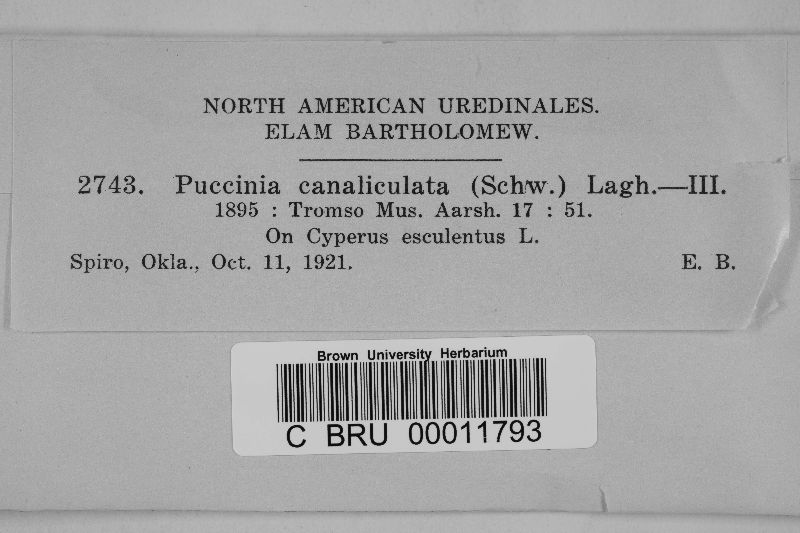 NORTH AMERICAN UREDINALES.
ELAM BARTHOLOMEW.
2743. Puccinia canaliculata (Schw.) Lagh.—III.
1895 : Tromso Mus. Aarsh. 17 : 51.
On Cyperus esculentus L.
Spiro, Okla., Oct. 11, 1921. E. B.
Brown University Herbarium
C BRU 00011793